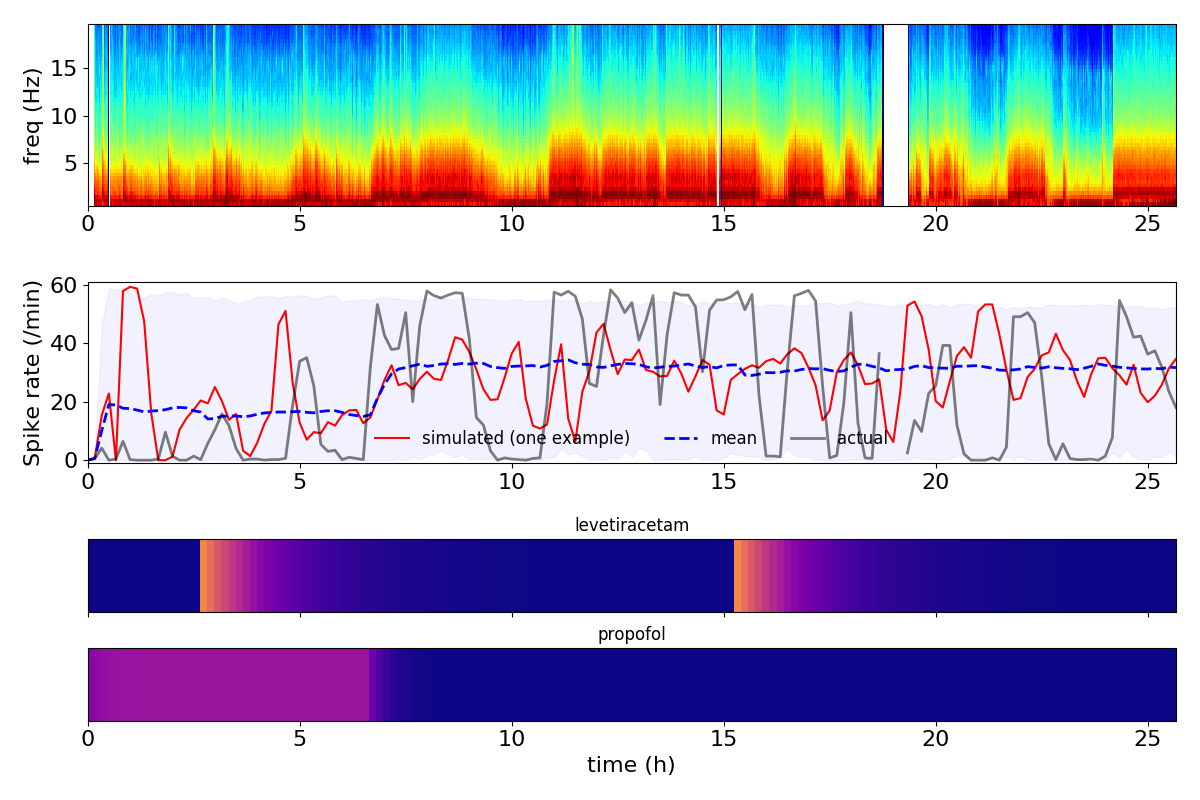 freq (Hz)
15
10
5
0 5 10 15 20 25
Spike rate (/min)
60
40
20
0
simulated (one example) mean actual
0 5 10 15 20 25
levetiracetam
propofol
0 5 10 15 20 25
time (h)